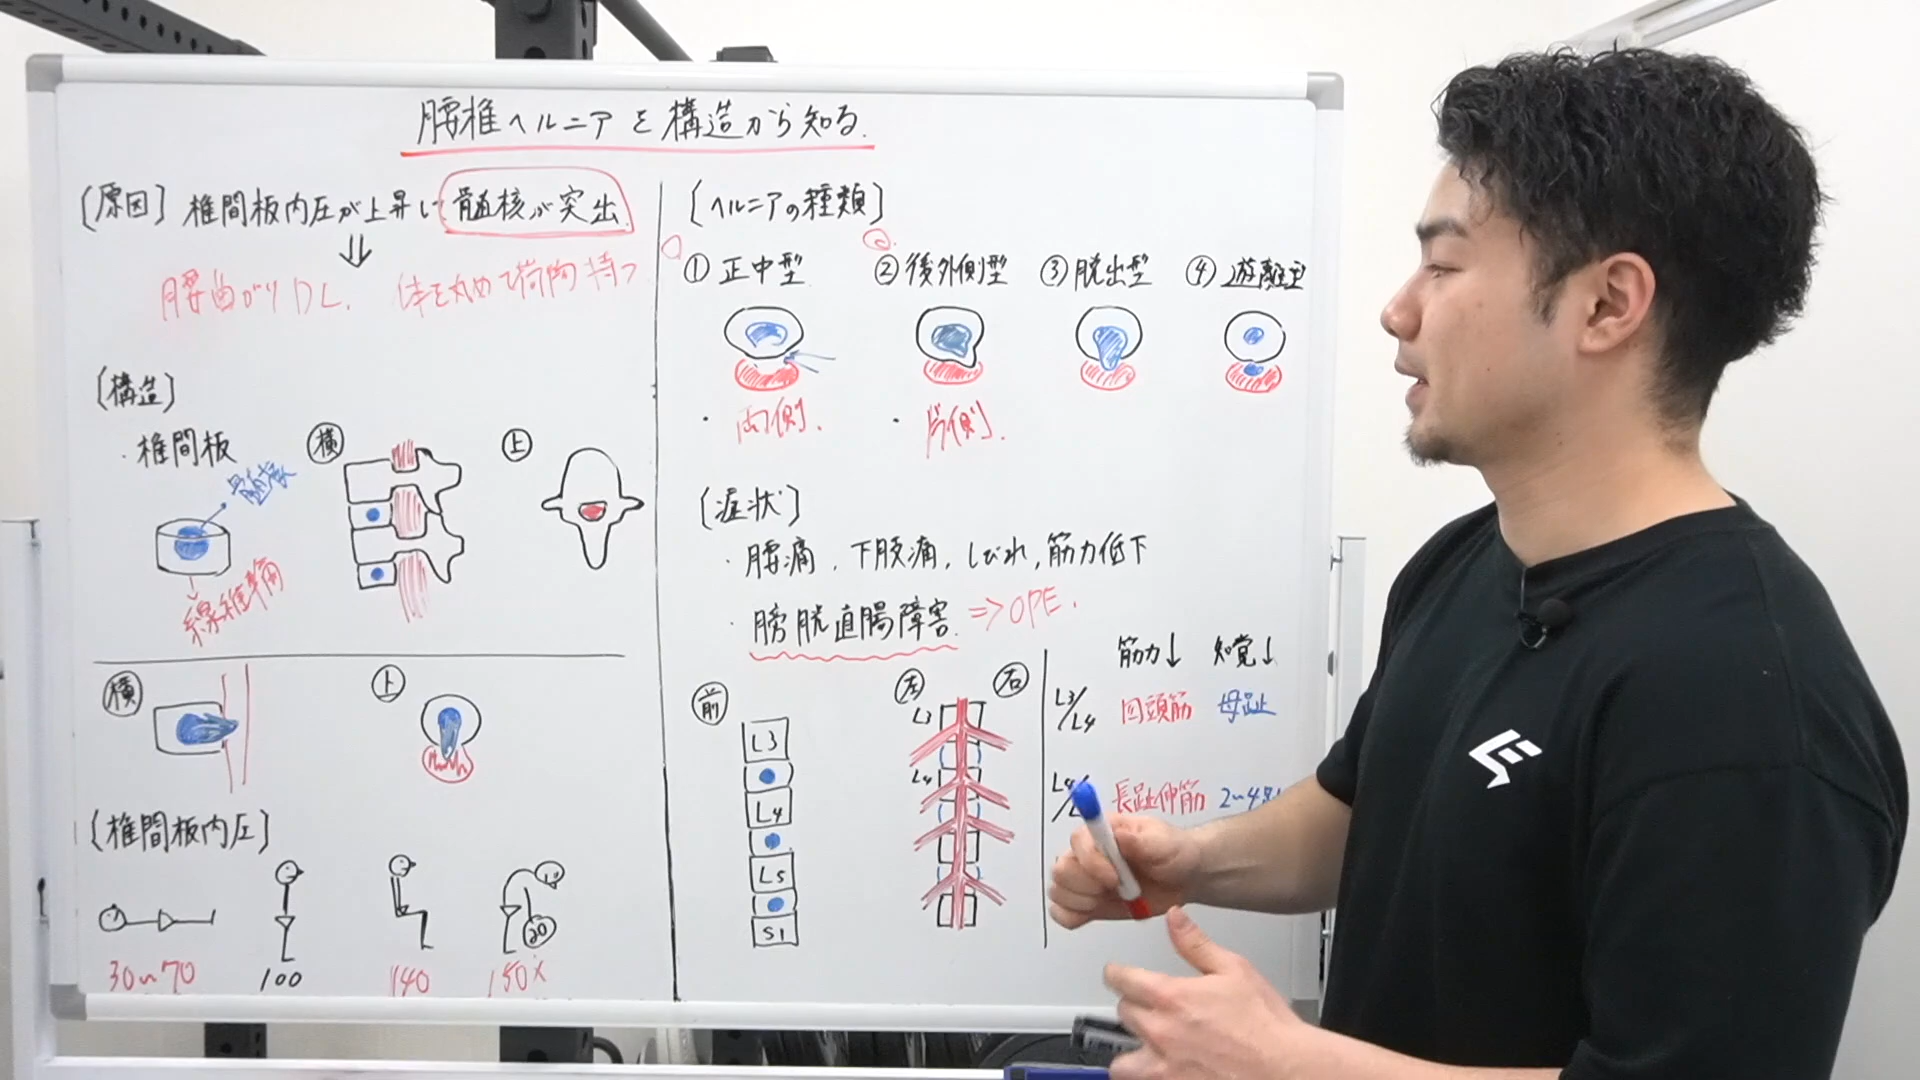 腰椎ヘルニアを構造から知る.
〔原因〕椎間板内圧が上昇し髄核が突出.
⇓
腰曲がりDL. 体を丸めて荷物持つ
〔構造〕
・椎間板
髄核
線維輪
横
上
横
上
〔椎間板内圧〕
30〜70
100
140
20
150×
〔ヘルニアの種類〕
①正中型
②後外側型
③脱出型
④遊離型
・両側.
・片側.
〔症状〕
・腰痛, 下肢痛, しびれ, 筋力低下
・膀胱直腸障害. ⇒OPE.
前
L3
L4
L5
S1
左
右
L3
L4
筋力↓ 知覚↓
L3/L4 四頭筋 母趾
長趾伸筋 2〜4趾